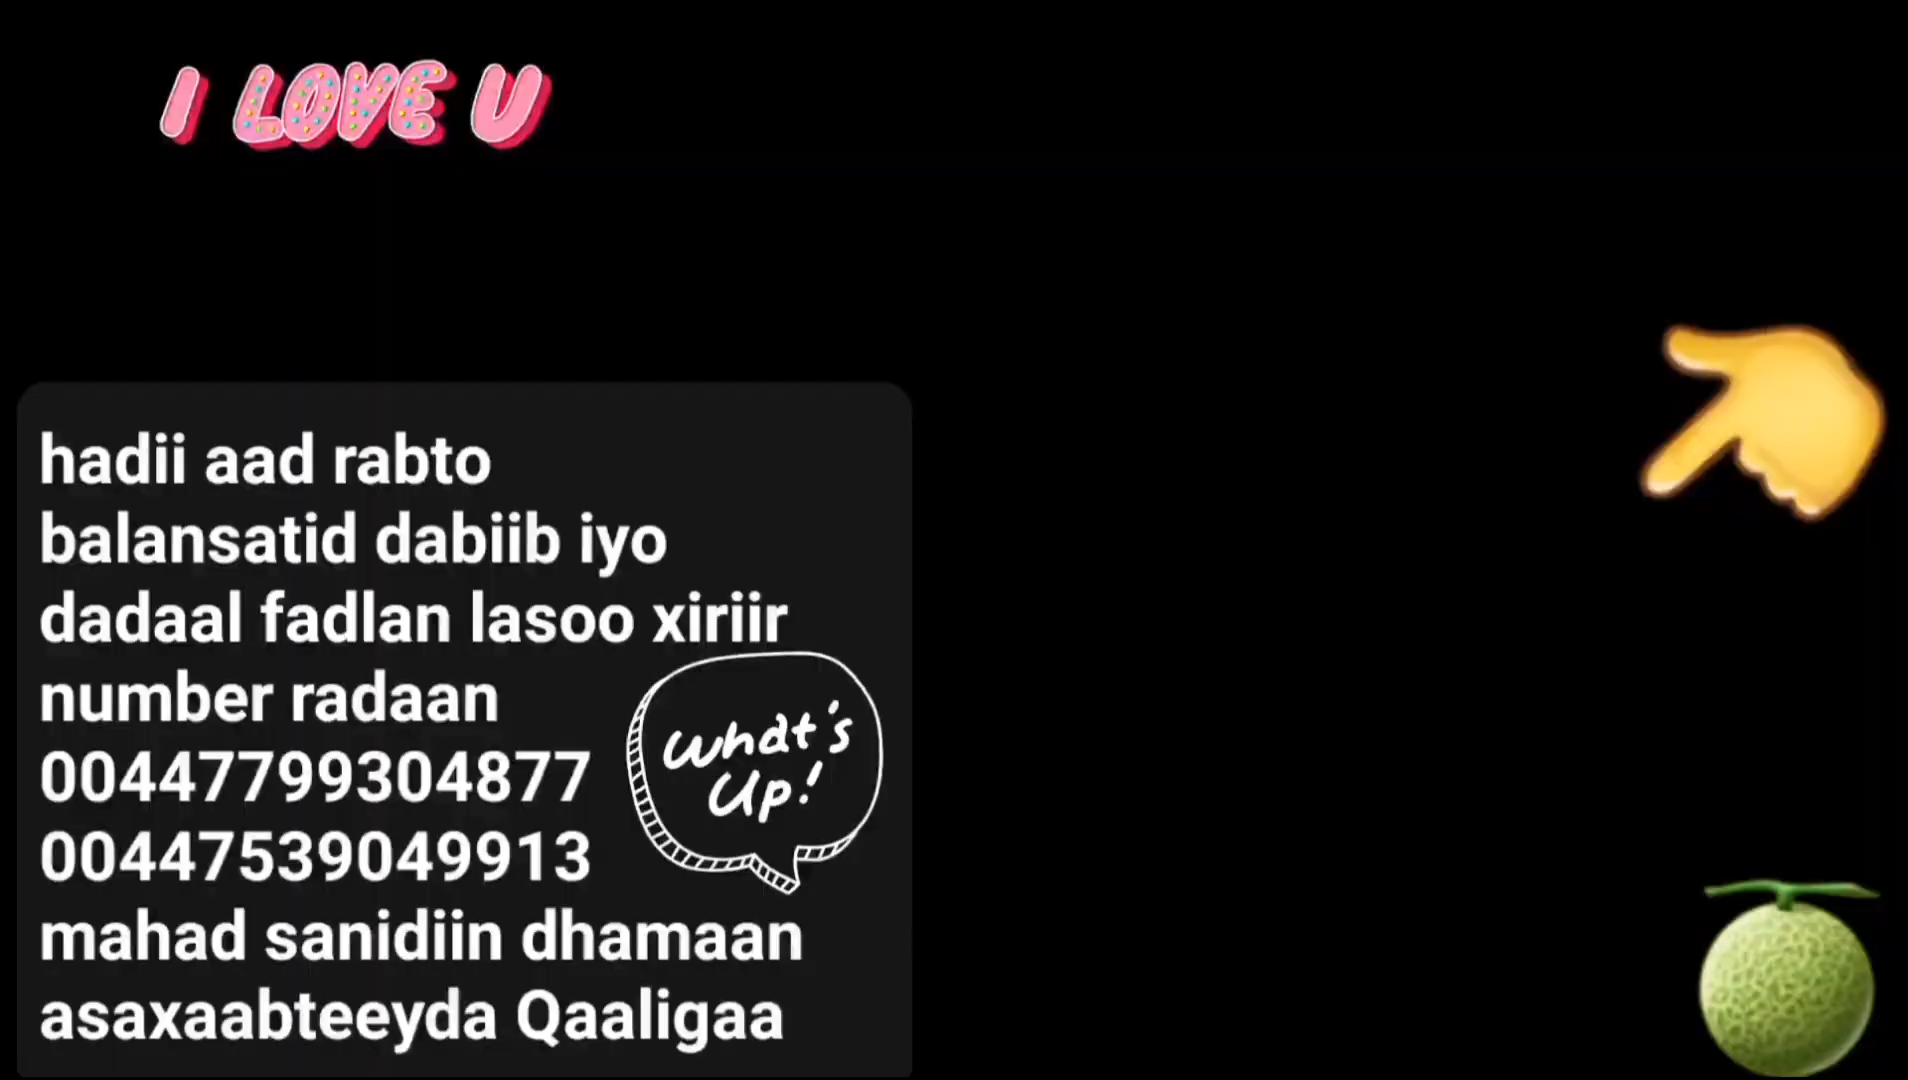 I LOVE U
hadii aad rabto
balansatid dabiib iyo
dadaal fadlan lasoo xiriir
number radaan
00447799304877
00447539049913
What's
Up!
mahad sanidiin dhamaan
asaxaabteeyda Qaaligaa